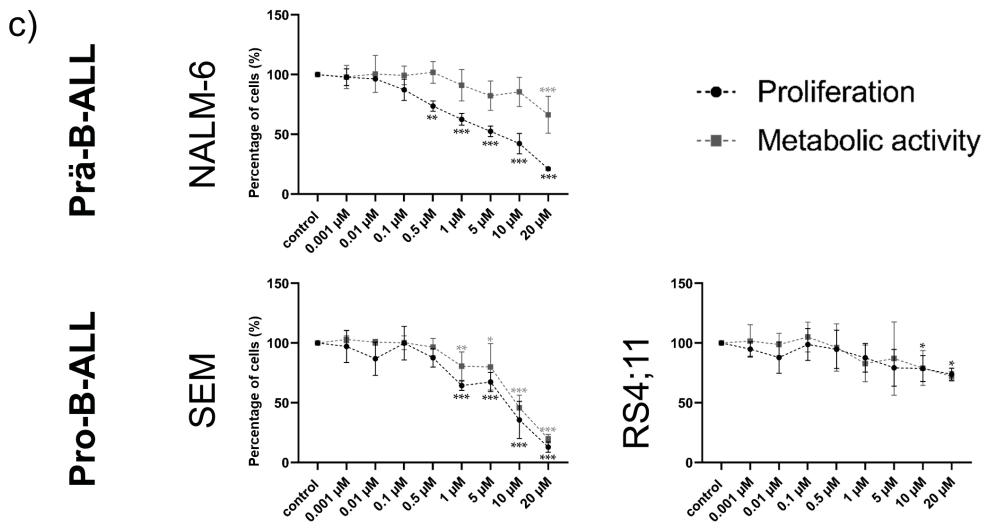 c)
Prä-B-ALL
NALM-6
Percentage of cells (%)
150
100
50
0
***
**
***
***
***
***
control
0.001 µM
0.01 µM
0.1 µM
0.5 µM
1 µM
5 µM
10 µM
20 µM
Proliferation
Metabolic activity
Pro-B-ALL
SEM
Percentage of cells (%)
150
100
50
0
**
*
***
***
***
***
***
***
control
0.001 µM
0.01 µM
0.1 µM
0.5 µM
1 µM
5 µM
10 µM
20 µM
RS4;11
150
100
50
0
*
*
control
0.001 µM
0.01 µM
0.1 µM
0.5 µM
1 µM
5 µM
10 µM
20 µM